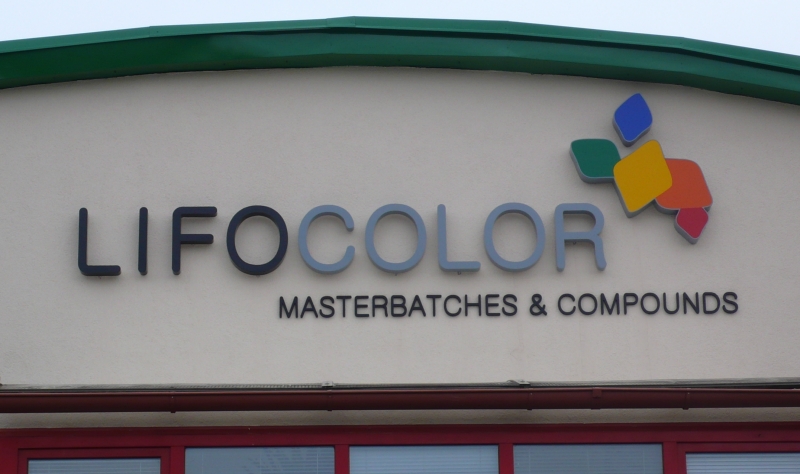 LIFOCOLOR
MASTERBATCHES & COMPOUNDS